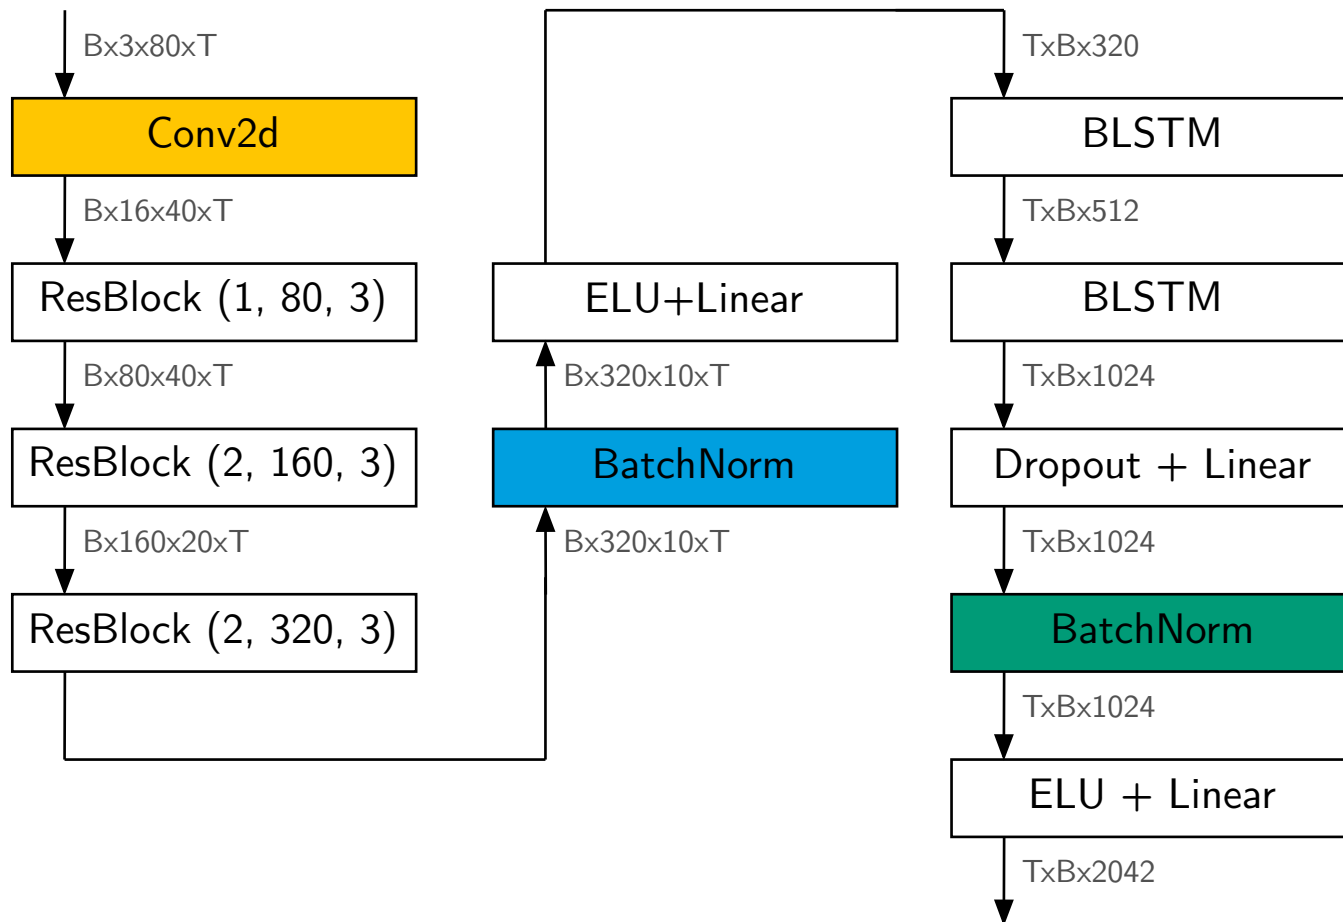 Bx3x80xT
Conv2d
Bx16x40xT
ResBlock (1, 80, 3)
Bx80x40xT
ResBlock (2, 160, 3)
Bx160x20xT
ResBlock (2, 320, 3)
Bx320x10xT
BatchNorm
Bx320x10xT
ELU+Linear
TxBx320
BLSTM
TxBx512
BLSTM
TxBx1024
Dropout + Linear
TxBx1024
BatchNorm
TxBx1024
ELU + Linear
TxBx2042